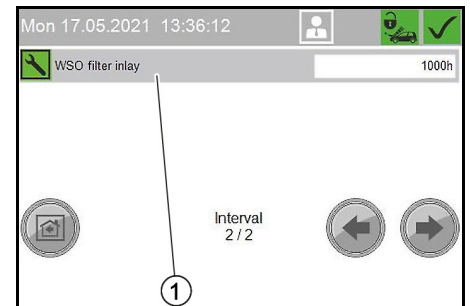 Mon 17.05.2021 13:36:12
WSO filter inlay 1000h
Interval
2 / 2
1